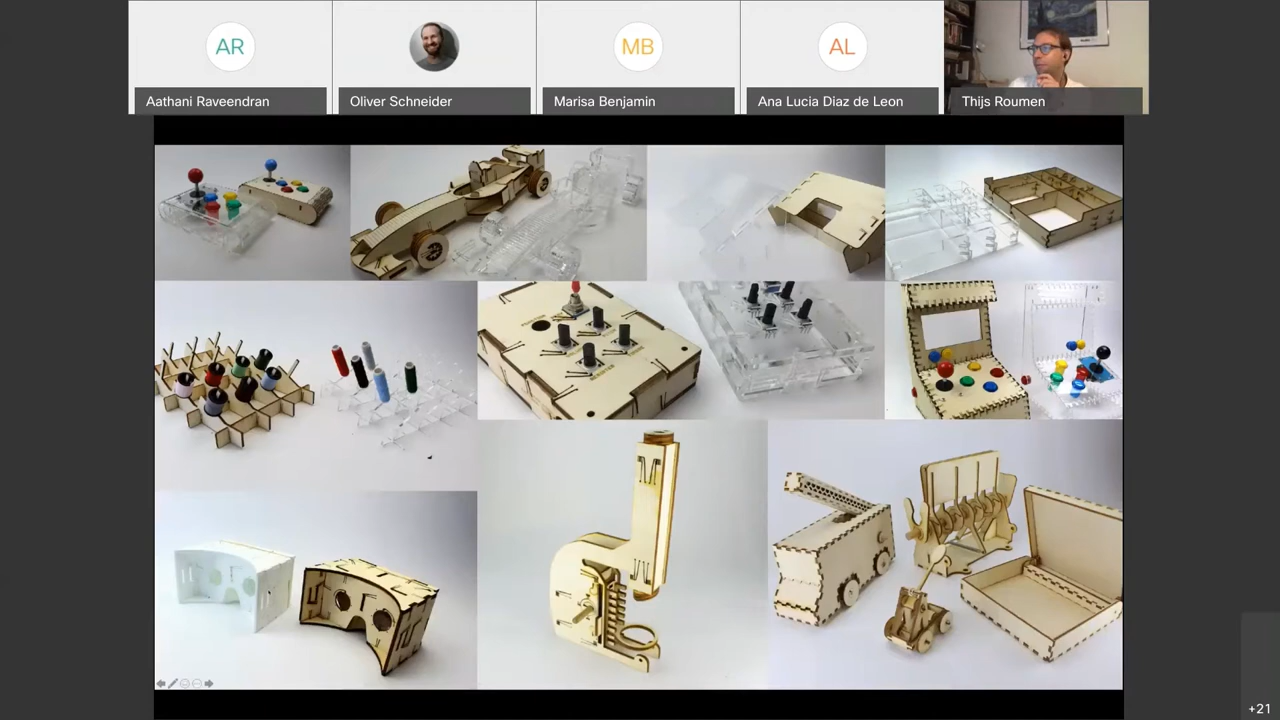 AR
MB
AL
Aathani Raveendran
Oliver Schneider
Marisa Benjamin
Ana Lucia Diaz de Leon
Thijs Roumen
+21